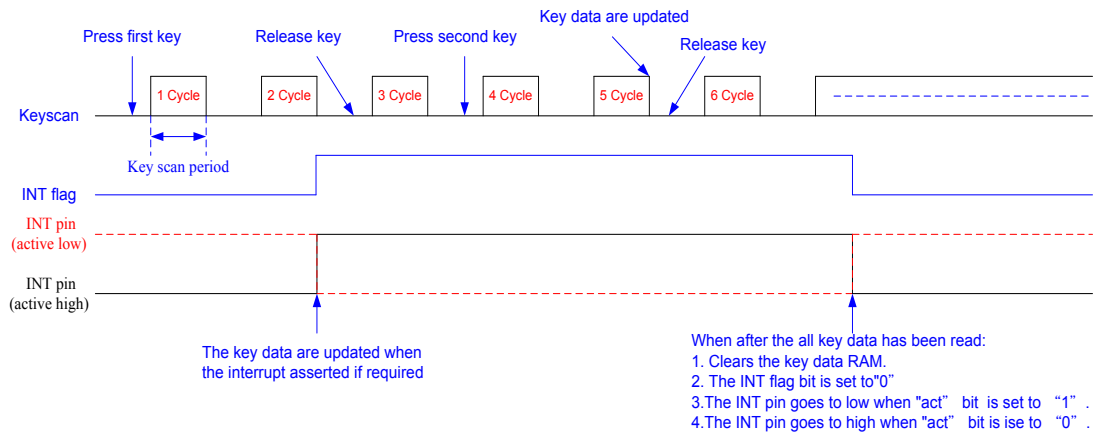 Key data are updated
Press first key
Release key
Press second key
Release key
1 Cycle
2 Cycle
3 Cycle
4 Cycle
5 Cycle
6 Cycle
Keyscan
Key scan period
INT flag
INT pin
(active low)
INT pin
(active high)
The key data are updated when
the interrupt asserted if required
When after the all key data has been read:
1. Clears the key data RAM.
2. The INT flag bit is set to"0”
3.The INT pin goes to low when "act” bit is set to “1”.
4.The INT pin goes to high when "act” bit is ise to “0”.